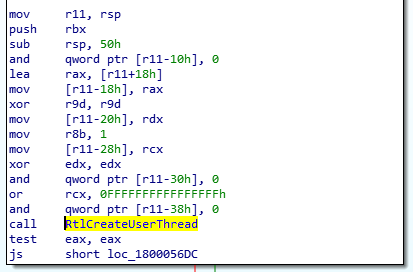 mov r11, rsp
push rbx
sub rsp, 50h
and qword ptr [r11-10h], 0
lea rax, [r11+18h]
mov [r11-18h], rax
xor r9d, r9d
mov [r11-20h], rdx
mov r8b, 1
mov [r11-28h], rcx
xor edx, edx
and qword ptr [r11-30h], 0
or rcx, 0FFFFFFFFFFFFFFFFh
and qword ptr [r11-38h], 0
call RtlCreateUserThread
test eax, eax
js short loc_1800056DC